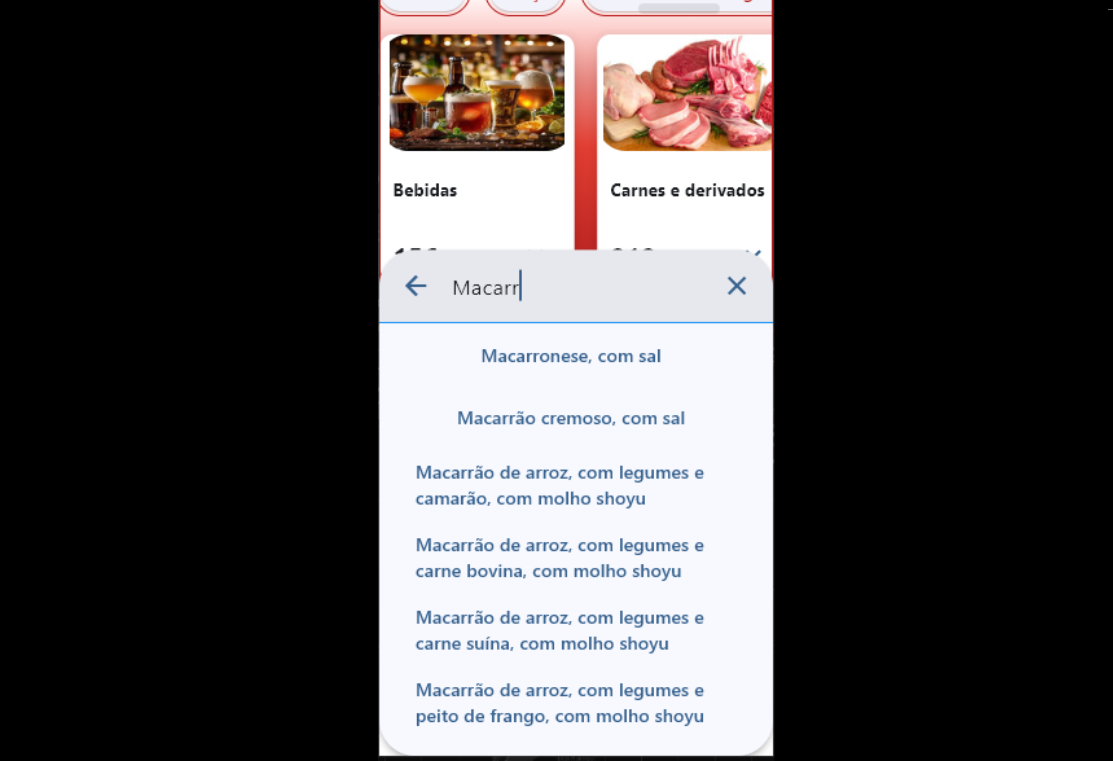 Bebidas
Carnes e derivados
Macarr
Macarronese, com sal
Macarrão cremoso, com sal
Macarrão de arroz, com legumes e
camarão, com molho shoyu
Macarrão de arroz, com legumes e
carne bovina, com molho shoyu
Macarrão de arroz, com legumes e
carne suína, com molho shoyu
Macarrão de arroz, com legumes e
peito de frango, com molho shoyu